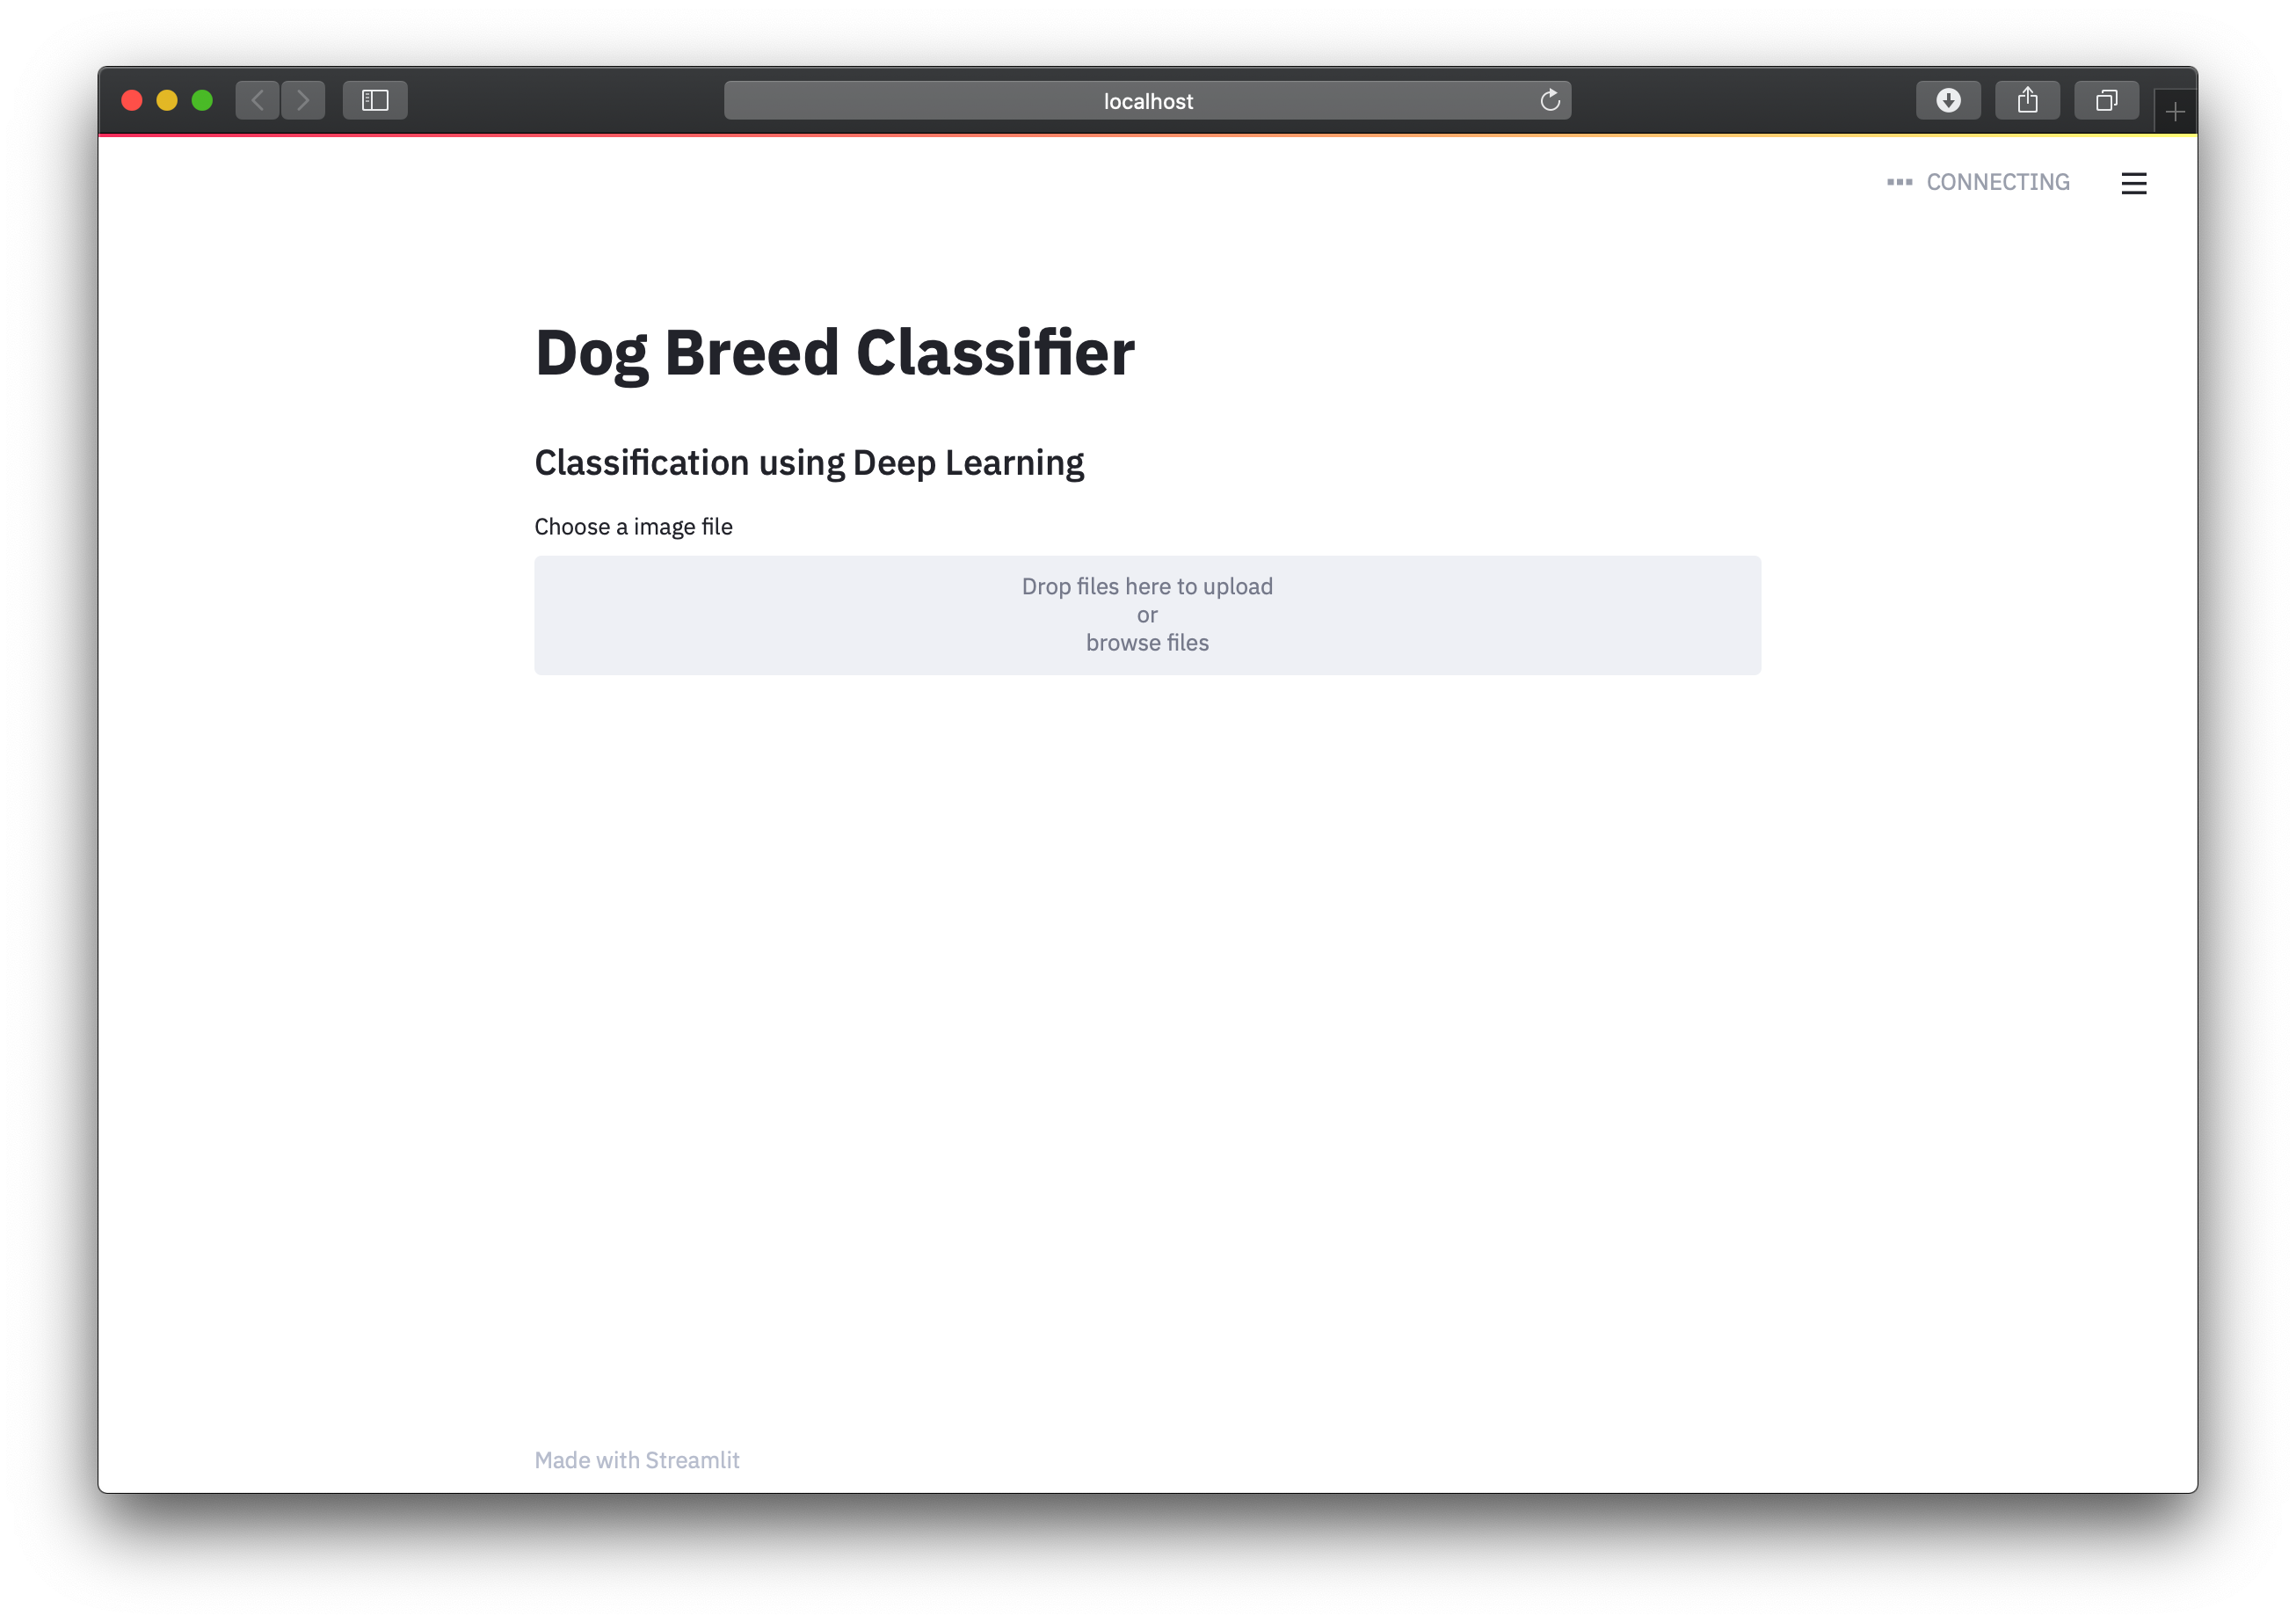 localhost
CONNECTING
Dog Breed Classifier
Classification using Deep Learning
Choose a image file
Drop files here to upload
or
browse files
Made with Streamlit